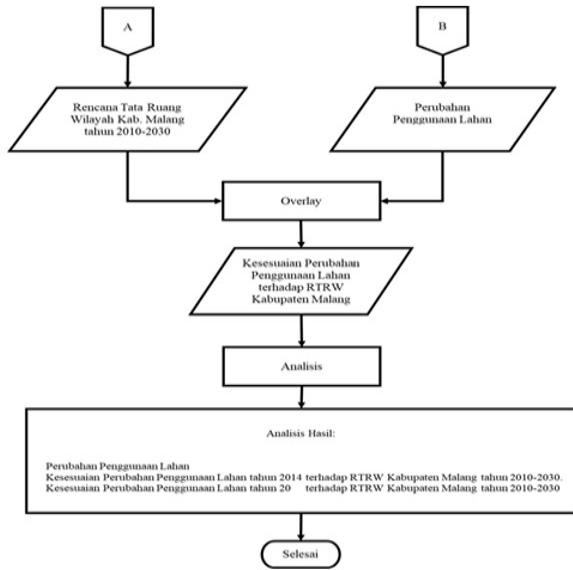 A
B
Rencana Tata Ruang
Wilayah Kab. Malang
tahun 2010-2030
Perubahan
Penggunaan Lahan
Overlay
Kesesuaian Perubahan
Penggunaan Lahan
terhadap RTRW
Kabupaten Malang
Analisis
Analisis Hasil:
Perubahan Penggunaan Lahan
Kesesuaian Perubahan Penggunaan Lahan tahun 2014 terhadap RTRW Kabupaten Malang tahun 2010-2030.
Kesesuaian Perubahan Penggunaan Lahan tahun 20 terhadap RTRW Kabupaten Malang tahun 2010-2030
Selesai